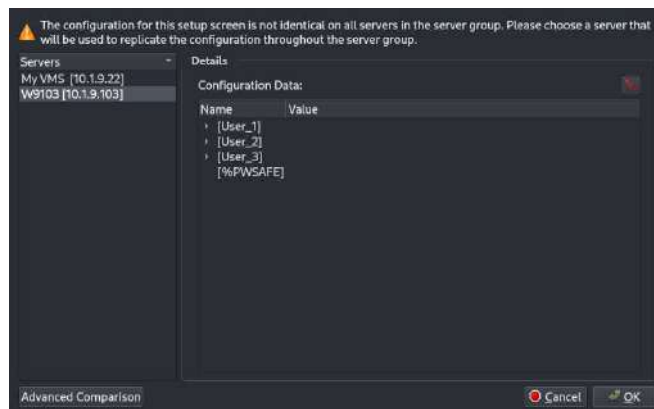 The configuration for this setup screen is not identical on all servers in the server group. Please choose a server that
will be used to replicate the configuration throughout the server group.
Servers
My VMS [10.1.9.22]
W9103 [10.1.9.103]
Details
Configuration Data:
Name Value
[User_1]
[User_2]
[User_3]
[%PWSAFE]
Advanced Comparison
Cancel
OK